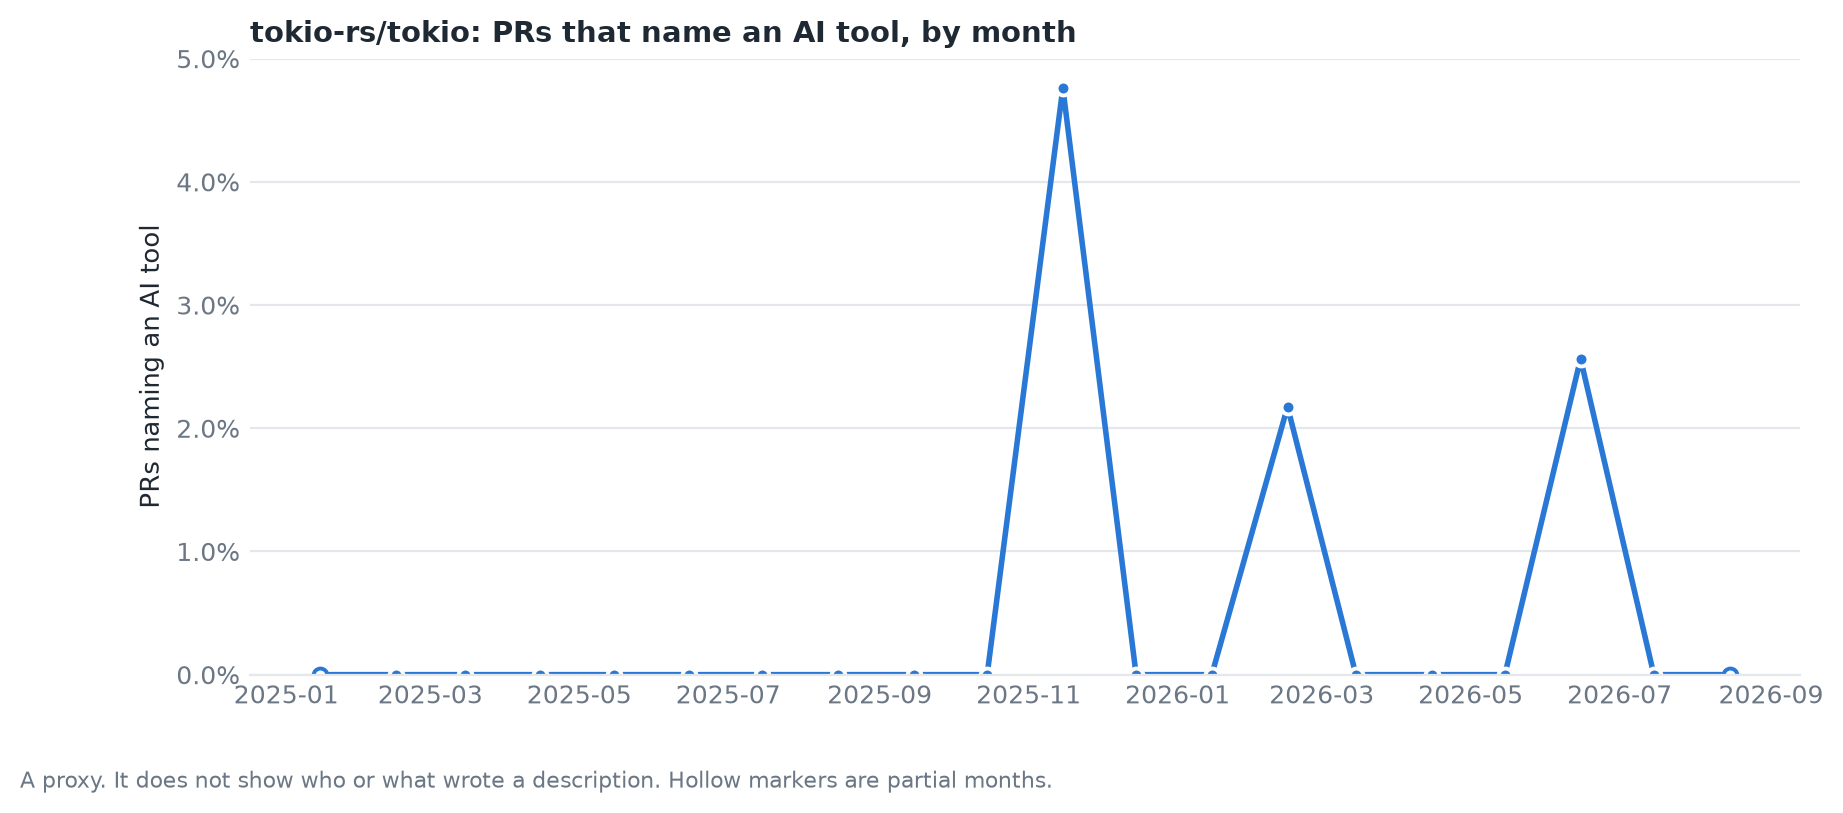 tokio-rs/tokio: PRs that name an AI tool, by month
5.0%
4.0%
3.0%
2.0%
1.0%
0.0%
PRs naming an AI tool
2025-01 2025-03 2025-05 2025-07 2025-09 2025-11 2026-01 2026-03 2026-05 2026-07 2026-09
A proxy. It does not show who or what wrote a description. Hollow markers are partial months.